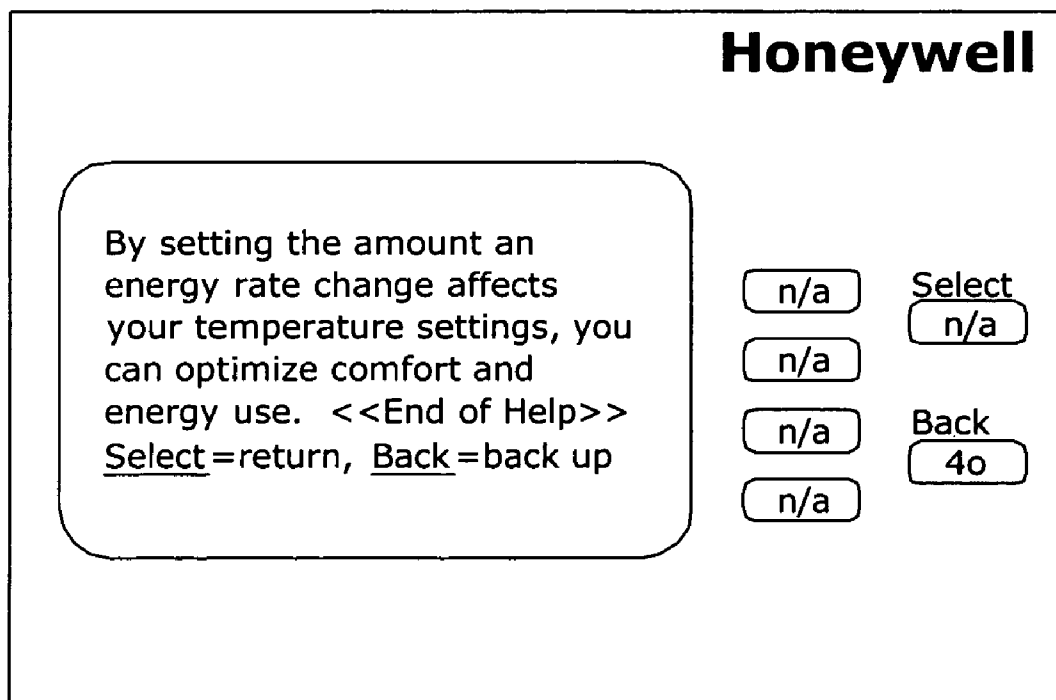 Honeywell
By setting the amount an
energy rate change affects
your temperature settings, you
can optimize comfort and
energy use. <<End of Help>>
Select=return, Back=back up
n/a
n/a
n/a
n/a
Select
n/a
Back
4o